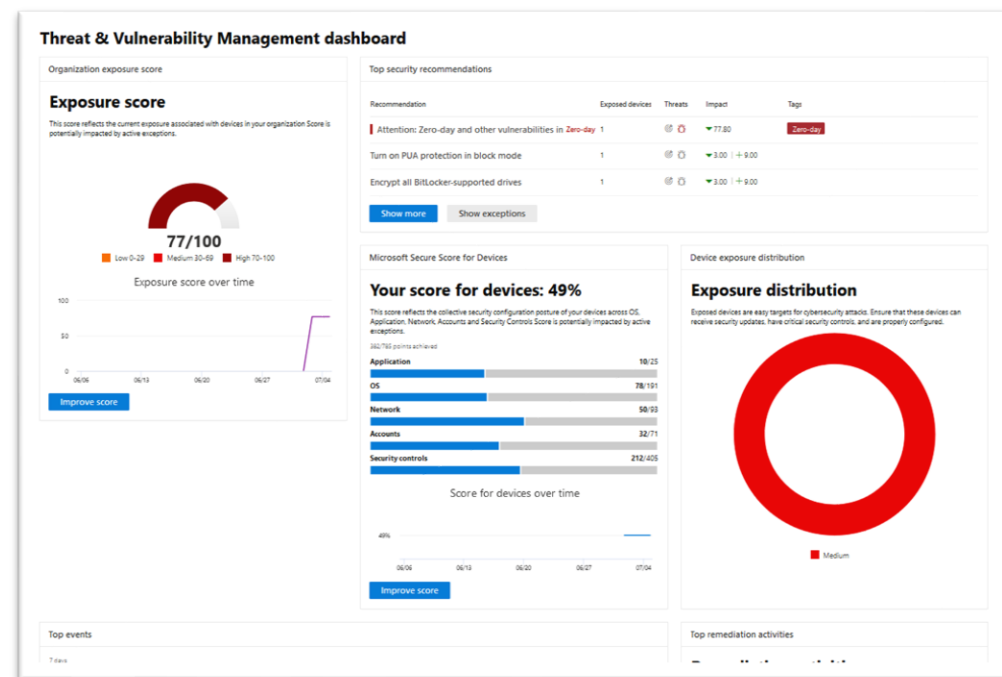 Threat & Vulnerability Management dashboard
Organization exposure score
Exposure score
This score reflects the current exposure associated with devices in your organization Score is
potentially impacted by active exceptions.
77/100
Low 0-29 Medium 30-69 High 70-100
Exposure score over time
100
50
0
06/06 06/13 06/20 06/27 07/04
Improve score
Top security recommendations
Recommendation Exposed devices Threats Impact Tags
Attention: Zero-day and other vulnerabilities in Zero-day 1 77.80 Zero-day
Turn on PUA protection in block mode 1 3.00 | + 9.00
Encrypt all BitLocker-supported drives 1 3.00 | + 9.00
Show more Show exceptions
Microsoft Secure Score for Devices
Your score for devices: 49%
This score reflects the collective security configuration posture of your devices across OS,
Application, Network, Accounts and Security Controls Score is potentially impacted by active
exceptions.
382/785 points achieved
Application 10/25
OS 78/191
Network 50/93
Accounts 32/71
Security controls 212/405
Score for devices over time
49%
06/06 06/13 06/20 06/27 07/04
Improve score
Device exposure distribution
Exposure distribution
Exposed devices are easy targets for cybersecurity attacks. Ensure that these devices can
receive security updates, have critical security controls, and are properly configured.
Medium
Top events
7 days
Top remediation activities